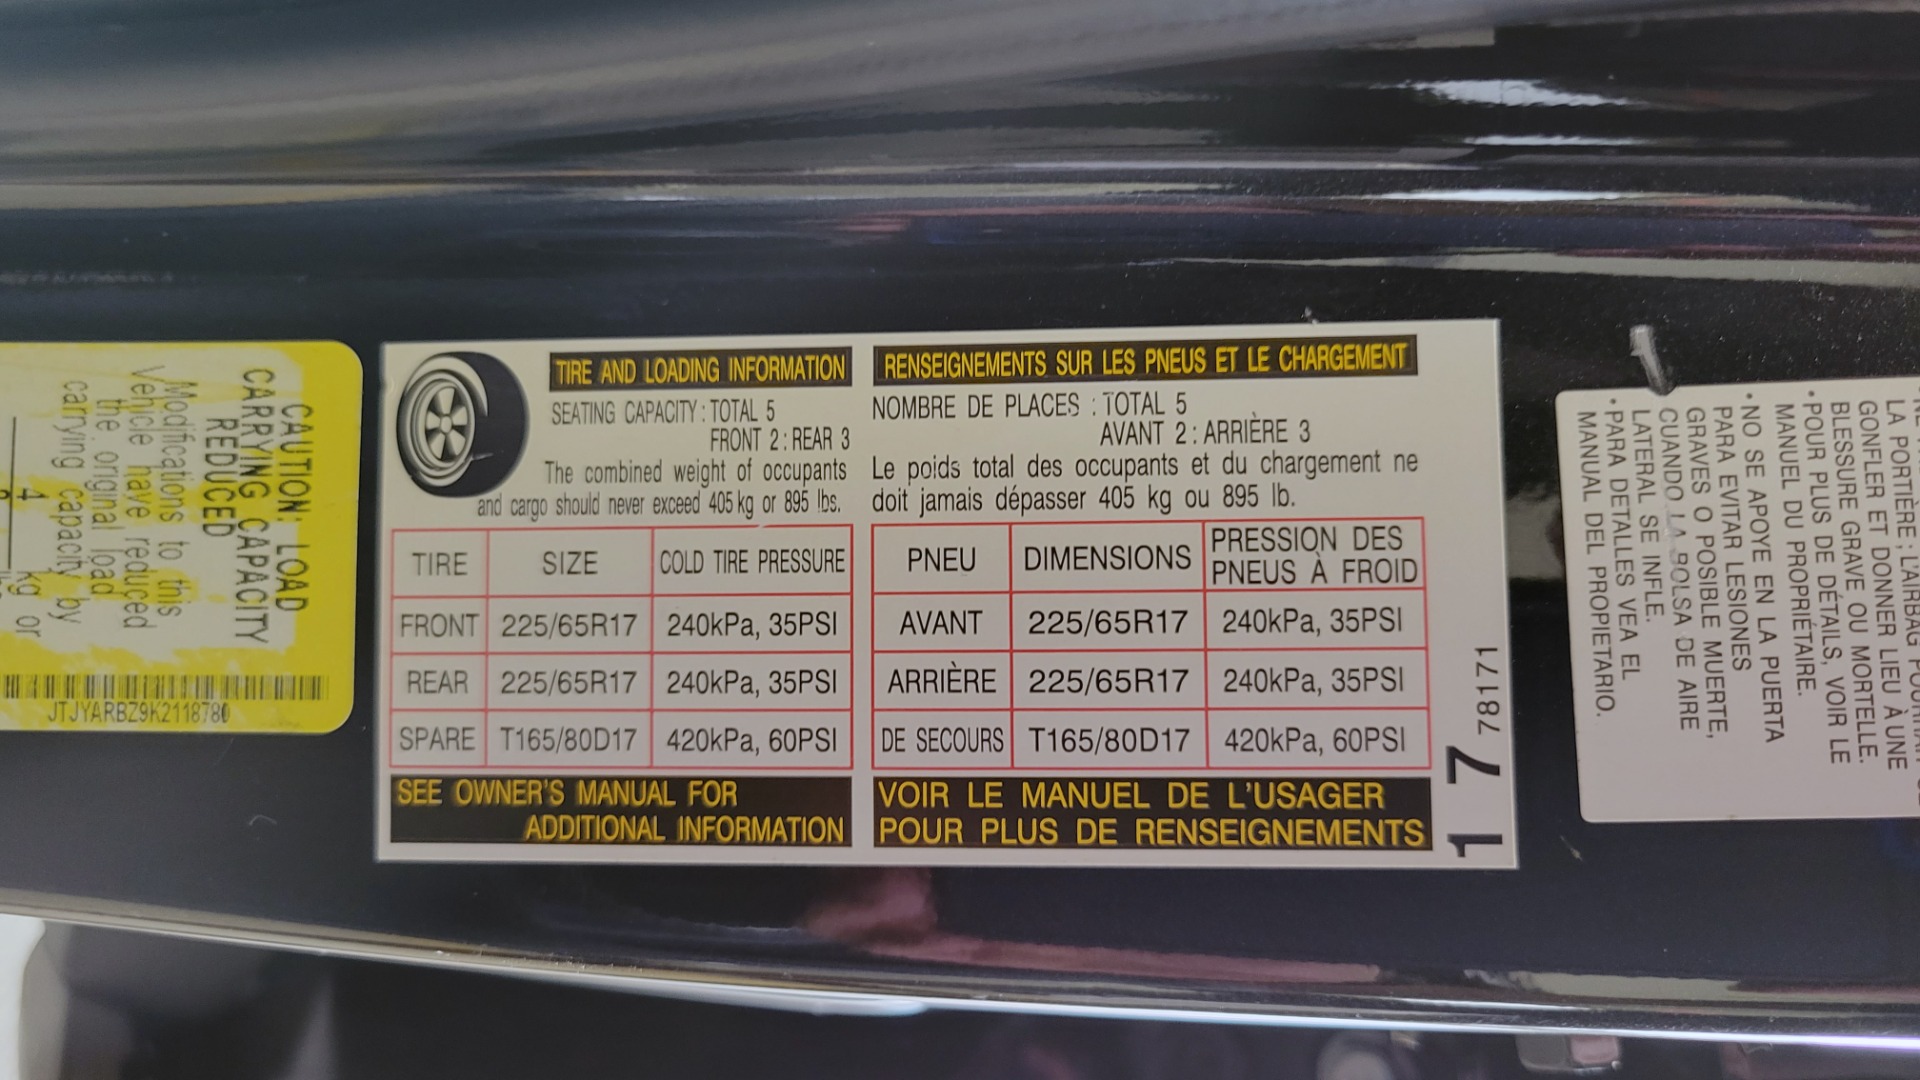 CAUTION: LOAD
CARRYING CAPACITY
REDUCED
Modifications to this
vehicle have reduced
the original load
carrying capacity by
kg or
JTJYARBZ9K2118780
TIRE AND LOADING INFORMATION
SEATING CAPACITY : TOTAL 5
FRONT 2 : REAR 3
The combined weight of occupants
and cargo should never exceed 405 kg or 895 lbs.
TIRE SIZE COLD TIRE PRESSURE
FRONT 225/65R17 240kPa, 35PSI
REAR 225/65R17 240kPa, 35PSI
SPARE T165/80D17 420kPa, 60PSI
SEE OWNER'S MANUAL FOR
ADDITIONAL INFORMATION
RENSEIGNEMENTS SUR LES PNEUS ET LE CHARGEMENT
NOMBRE DE PLACES : TOTAL 5
AVANT 2 : ARRIÈRE 3
Le poids total des occupants et du chargement ne
doit jamais dépasser 405 kg ou 895 lb.
PNEU DIMENSIONS PRESSION DES
PNEUS À FROID
AVANT 225/65R17 240kPa, 35PSI
ARRIÈRE 225/65R17 240kPa, 35PSI
DE SECOURS T165/80D17 420kPa, 60PSI
VOIR LE MANUEL DE L'USAGER
POUR PLUS DE RENSEIGNEMENTS
17 78171
LA PORTIÈRE ; L'AIRBAG
GONFLER ET DONNER LIEU À UNE
BLESSURE GRAVE OU MORTELLE.
• POUR PLUS DE DÉTAILS, VOIR LE
MANUEL DU PROPRIÉTAIRE.
• NO SE APOYE EN LA PUERTA
PARA EVITAR LESIONES
GRAVES O POSIBLE MUERTE,
CUANDO LA BOLSA DE AIRE
LATERAL SE INFLE.
• PARA DETALLES VEA EL
MANUAL DEL PROPIETARIO.